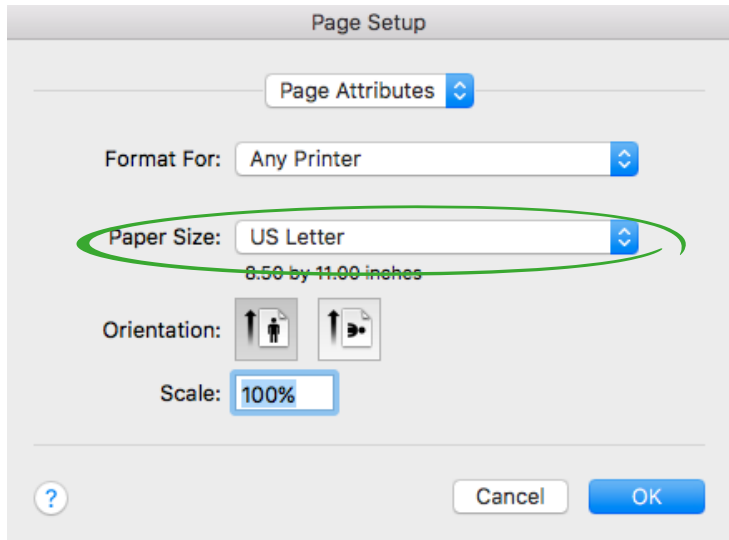 Page Setup
Page Attributes
Format For: Any Printer
Paper Size: US Letter
8.50 by 11.00 inches
Orientation:
Scale: 100%
? Cancel OK